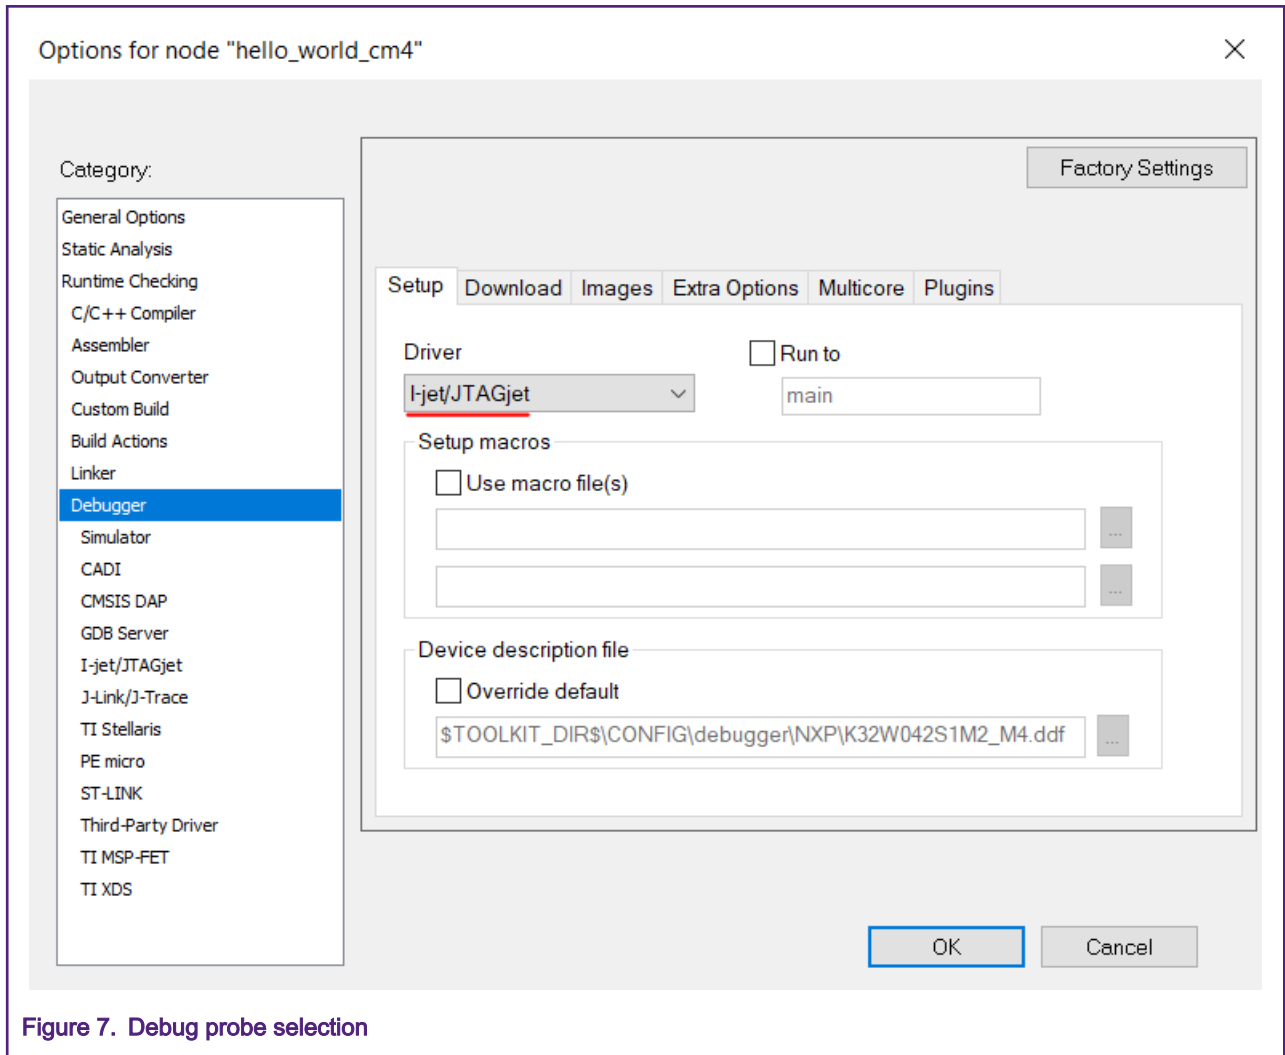 Options for node "hello_world_cm4"
Category:
Factory Settings
General Options
Static Analysis
Runtime Checking
C/C++ Compiler
Assembler
Output Converter
Custom Build
Build Actions
Linker
Debugger
Simulator
CADI
CMSIS DAP
GDB Server
I-jet/JTAGjet
J-Link/J-Trace
TI Stellaris
PE micro
ST-LINK
Third-Party Driver
TI MSP-FET
TI XDS
Setup Download Images Extra Options Multicore Plugins
Driver
Run to
I-jet/JTAGjet
main
Setup macros
Use macro file(s)
...
...
Device description file
Override default
$TOOLKIT_DIR$\CONFIG\debugger\NXP\K32W042S1M2_M4.ddf
...
OK
Cancel
Figure 7. Debug probe selection